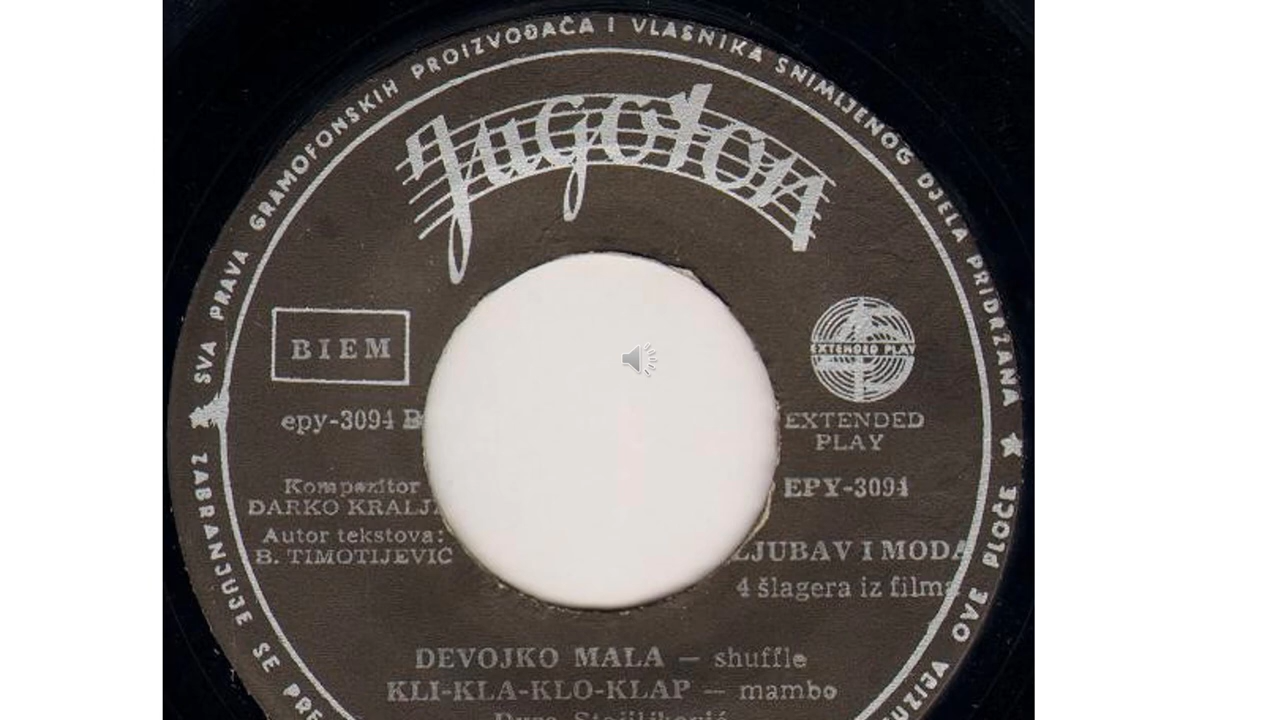 SVA PRAVA GRAMOFONSKIH PROIZVOĐAČA I VLASNIKA SNIMLJENOG DJELA PRIDRŽANA
Jugoton
BIEM
EXTENDED PLAY
epy-3094 B
EXTENDED
PLAY
EPY-3094
Kompozitor
DARKO KRALJ
Autor tekstova:
B. TIMOTIJEVIĆ
LJUBAV I MODA
4 šlagera iz filma
DEVOJKO MALA — shuffle
KLI-KLA-KLO-KLAP — mambo
ZABRANJUJE SE
OVE PLOČE